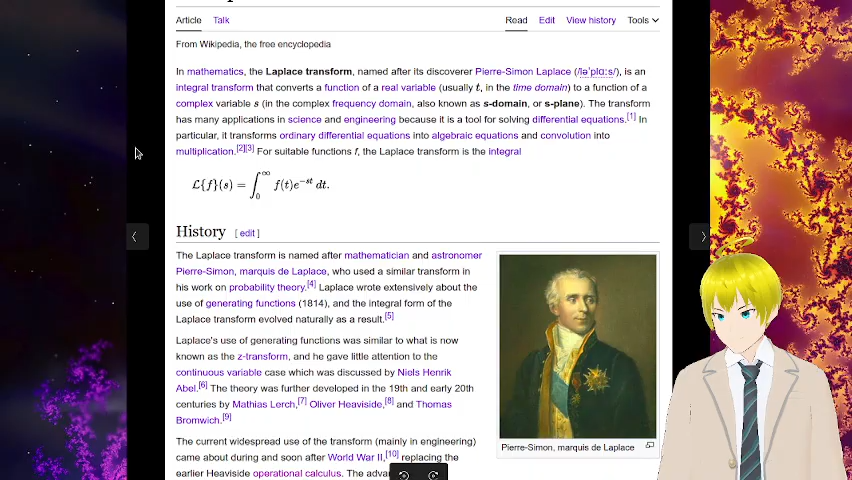 Article Talk Read Edit View history Tools
From Wikipedia, the free encyclopedia
In mathematics, the Laplace transform, named after its discoverer Pierre-Simon Laplace (/ləˈplɑːs/), is an
integral transform that converts a function of a real variable (usually t, in the time domain) to a function of a
complex variable s (in the complex frequency domain, also known as s-domain, or s-plane). The transform
has many applications in science and engineering because it is a tool for solving differential equations.[1] In
particular, it transforms ordinary differential equations into algebraic equations and convolution into
multiplication.[2][3] For suitable functions f, the Laplace transform is the integral
ℒ{f}(s) = ∫₀^∞ f(t)e^{−st} dt.
History [ edit ]
The Laplace transform is named after mathematician and astronomer
Pierre-Simon, marquis de Laplace, who used a similar transform in
his work on probability theory.[4] Laplace wrote extensively about the
use of generating functions (1814), and the integral form of the
Laplace transform evolved naturally as a result.[5]
Laplace's use of generating functions was similar to what is now
known as the z-transform, and he gave little attention to the
continuous variable case which was discussed by Niels Henrik
Abel.[6] The theory was further developed in the 19th and early 20th
centuries by Mathias Lerch,[7] Oliver Heaviside,[8] and Thomas
Bromwich.[9]
The current widespread use of the transform (mainly in engineering)
came about during and soon after World War II,[10] replacing the
earlier Heaviside operational calculus. The
Pierre-Simon, marquis de Laplace